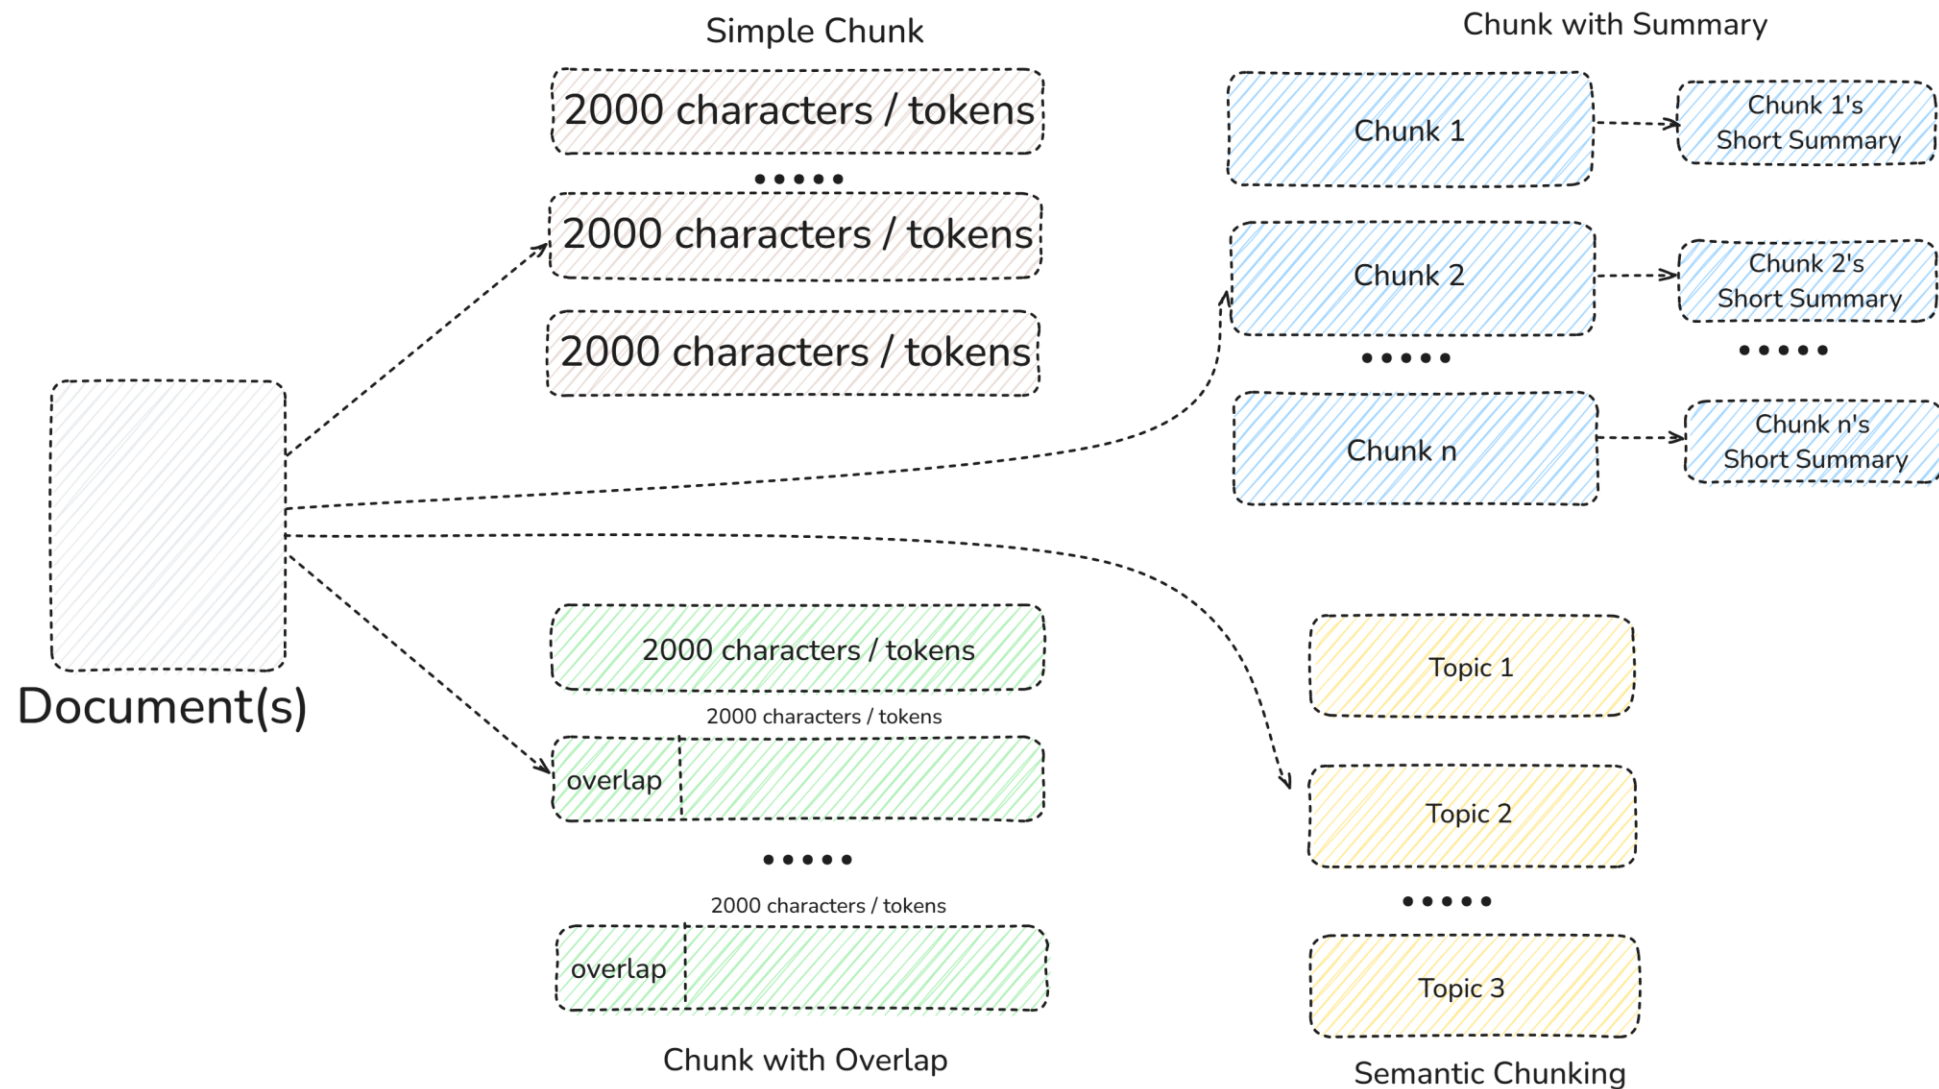 Simple Chunk
2000 characters / tokens
2000 characters / tokens
2000 characters / tokens
Chunk with Summary
Chunk 1
Chunk 1's
Short Summary
Chunk 2
Chunk 2's
Short Summary
Chunk n
Chunk n's
Short Summary
Document(s)
2000 characters / tokens
2000 characters / tokens
overlap
2000 characters / tokens
overlap
Chunk with Overlap
Topic 1
Topic 2
Topic 3
Semantic Chunking